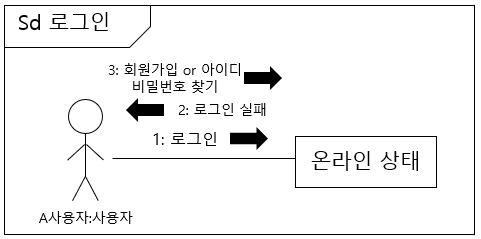 Sd 로그인
3: 회원가입 or 아이디
비밀번호 찾기
2: 로그인 실패
1: 로그인
온라인 상태
A사용자:사용자